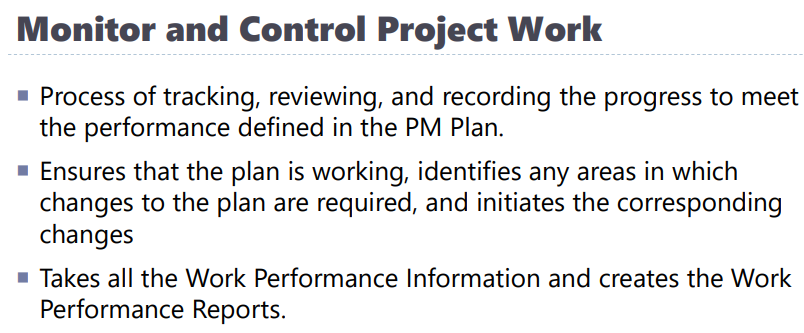 Monitor and Control Project Work
Process of tracking, reviewing, and recording the progress to meet
the performance defined in the PM Plan.
Ensures that the plan is working, identifies any areas in which
changes to the plan are required, and initiates the corresponding
changes
Takes all the Work Performance Information and creates the Work
Performance Reports.